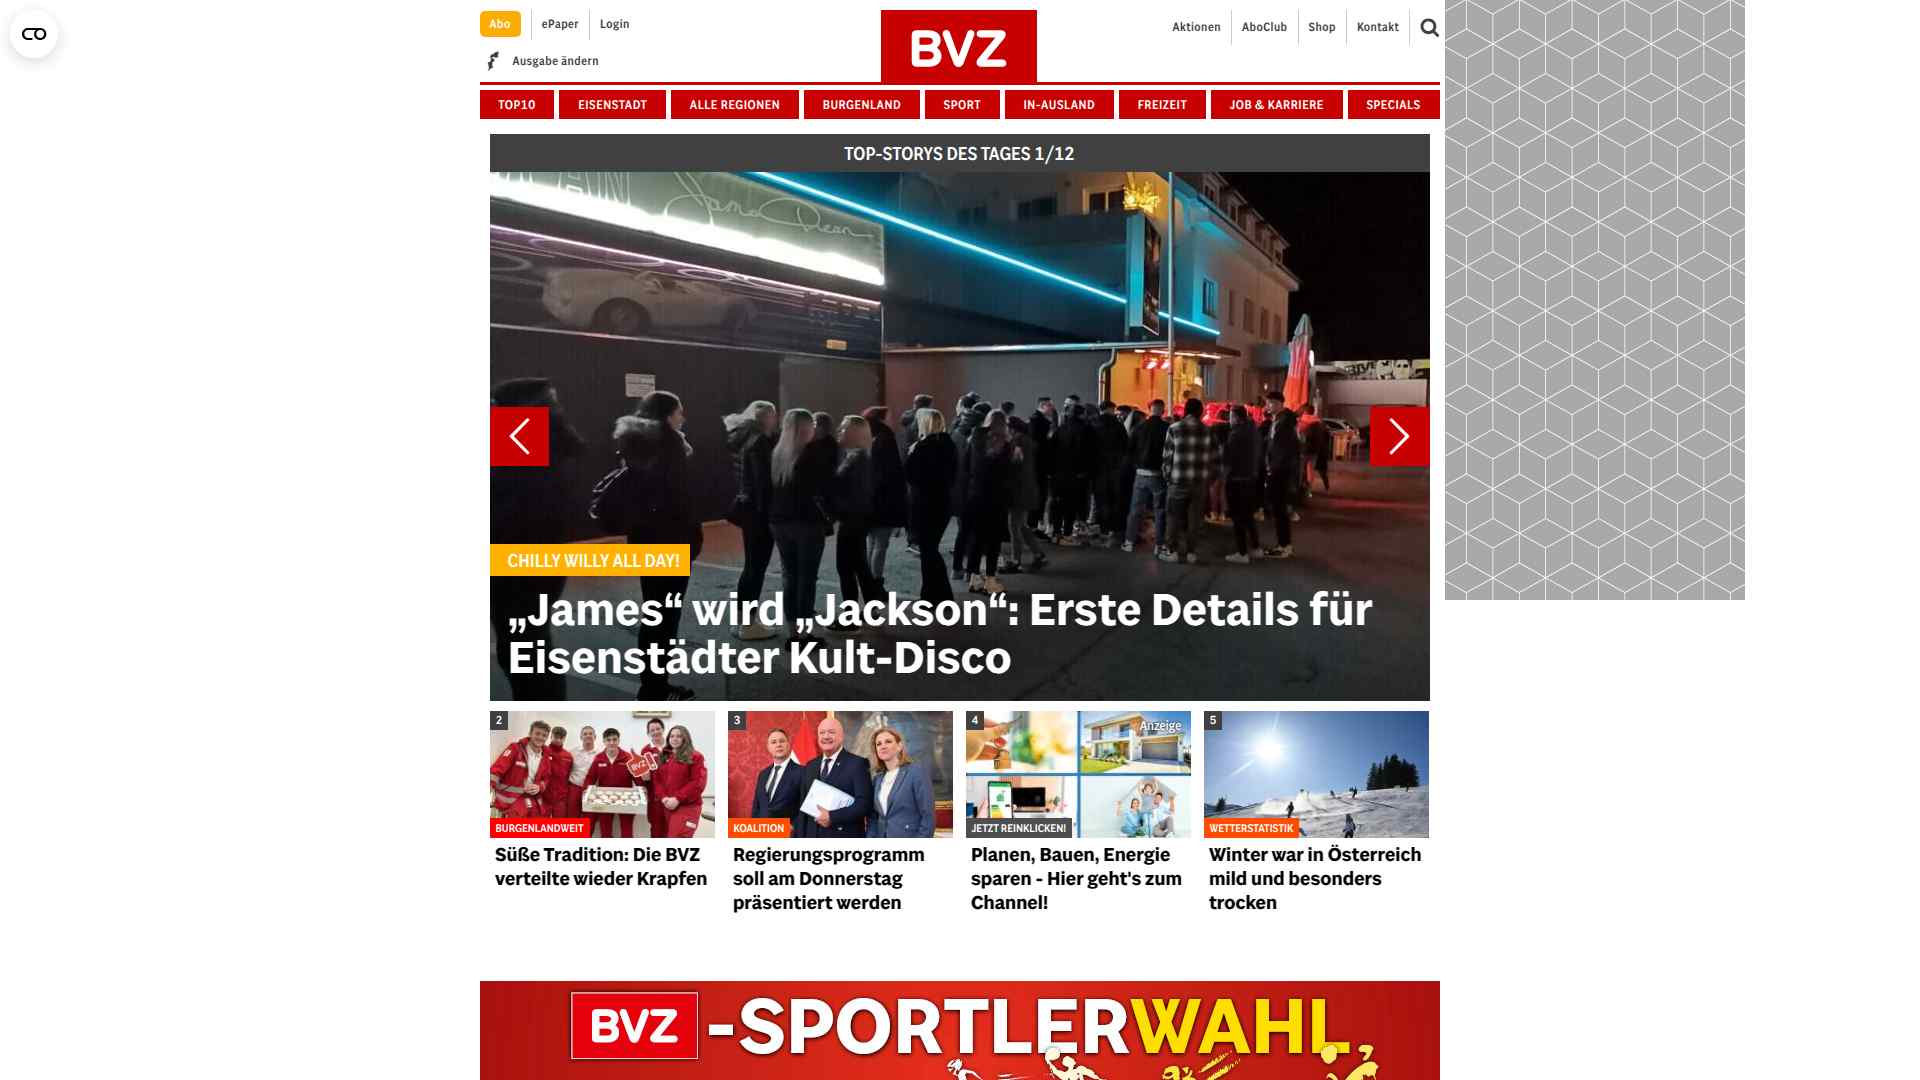 Abo
ePaper
Login
Ausgabe ändern
BVZ
Aktionen
AboClub
Shop
Kontakt
TOP10
EISENSTADT
ALLE REGIONEN
BURGENLAND
SPORT
IN-AUSLAND
FREIZEIT
JOB & KARRIERE
SPECIALS
TOP-STORYS DES TAGES 1/12
James Dean
CHILLY WILLY ALL DAY!
„James“ wird „Jackson“: Erste Details für
Eisenstädter Kult-Disco
2
BVZ
BURGENLANDWEIT
Süße Tradition: Die BVZ
verteilte wieder Krapfen
3
KOALITION
Regierungsprogramm
soll am Donnerstag
präsentiert werden
4
Anzeige
JETZT REINKLICKEN!
Planen, Bauen, Energie
sparen - Hier geht's zum
Channel!
5
WETTERSTATISTIK
Winter war in Österreich
mild und besonders
trocken
BVZ-SPORTLERWAHL